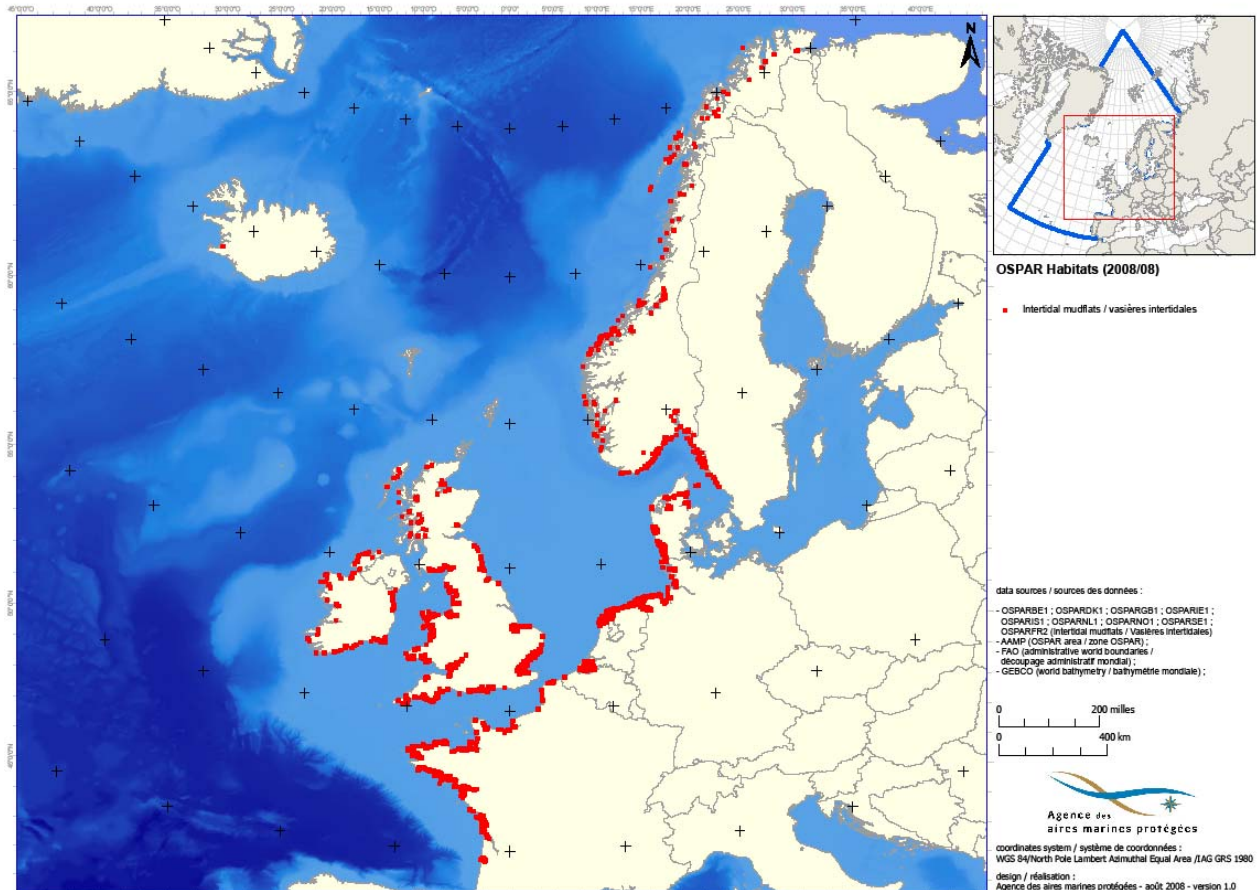 N
OSPAR Habitats (2008/08)
Intertidal mudflats / vasières intertidales
data sources / sources des données :
- OSPARBE1 ; OSPARDK1 ; OSPARGB1 ; OSPARIE1 ;
OSPARIS1 ; OSPARNL1 ; OSPARNO1 ; OSPARSE1 ;
OSPARFR2 (Intertidal mudflats / Vasières intertidales)
- AAMP (OSPAR area / zone OSPAR) ;
- FAO (administrative world boundaries /
découpage administratif mondial) ;
- GEBCO (world bathymetry / bathymétrie mondiale) ;
0 200 milles
0 400 km
Agence des
aires marines protégées
coordinates system / système de coordonnées :
WGS 84/North Pole Lambert Azimuthal Equal Area /IAG GRS 1980
design / réalisation :
Agence des aires marines protégées - août 2008 - version 1.0